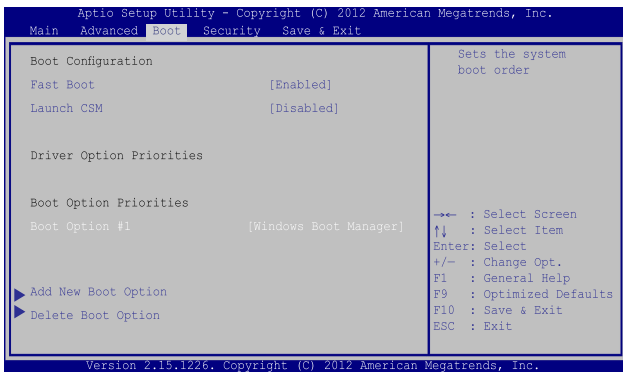 Aptio Setup Utility - Copyright (C) 2012 American Megatrends, Inc.
Main Advanced Boot Security Save & Exit
Boot Configuration
Fast Boot [Enabled]
Launch CSM [Disabled]
Driver Option Priorities
Boot Option Priorities
Boot Option #1 [Windows Boot Manager]
Add New Boot Option
Delete Boot Option
Sets the system
boot order
→← : Select Screen
↑↓ : Select Item
Enter: Select
+/— : Change Opt.
F1 : General Help
F9 : Optimized Defaults
F10 : Save & Exit
ESC : Exit
Version 2.15.1226. Copyright (C) 2012 American Megatrends, Inc.